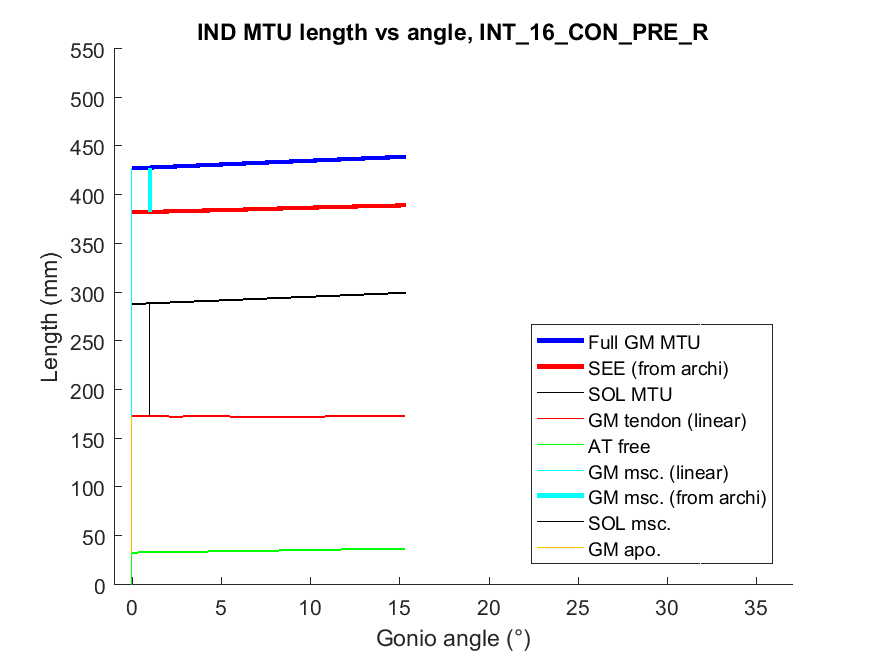 IND MTU length vs angle, INT_16_CON_PRE_R
550
500
450
400
350
300
250
200
150
100
50
0
Length (mm)
0 5 10 15 20 25 30 35
Gonio angle (°)
Full GM MTU
SEE (from archi)
SOL MTU
GM tendon (linear)
AT free
GM msc. (linear)
GM msc. (from archi)
SOL msc.
GM apo.